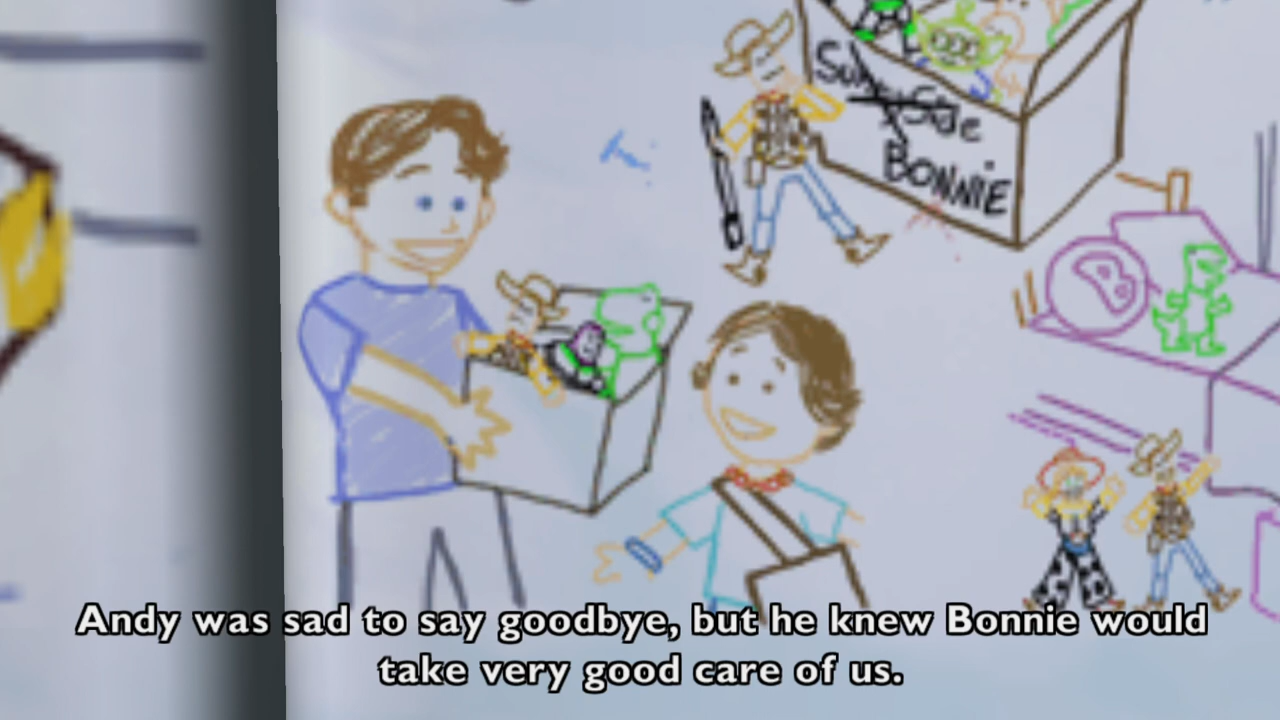 BONNIE
Andy was sad to say goodbye, but he knew Bonnie would
take very good care of us.